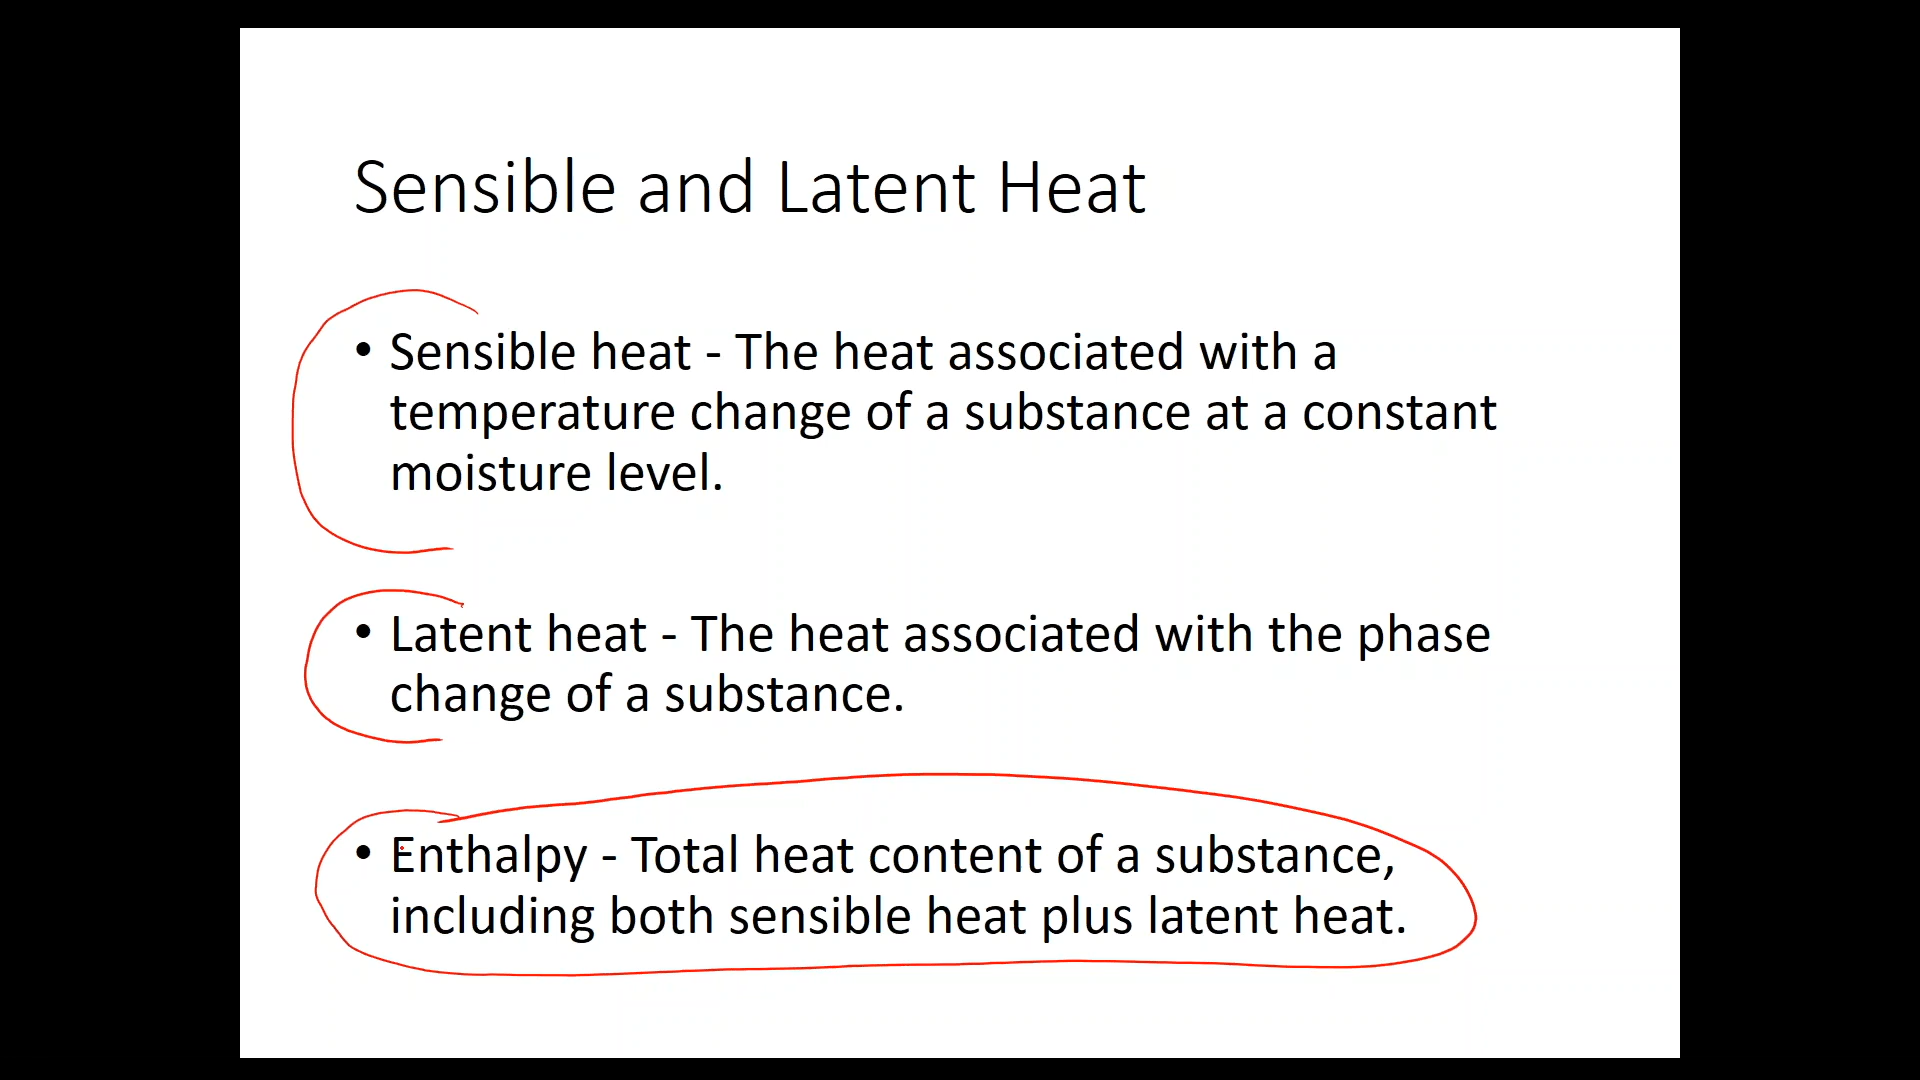 Sensible and Latent Heat
• Sensible heat - The heat associated with a
temperature change of a substance at a constant
moisture level.
• Latent heat - The heat associated with the phase
change of a substance.
• Enthalpy - Total heat content of a substance,
including both sensible heat plus latent heat.